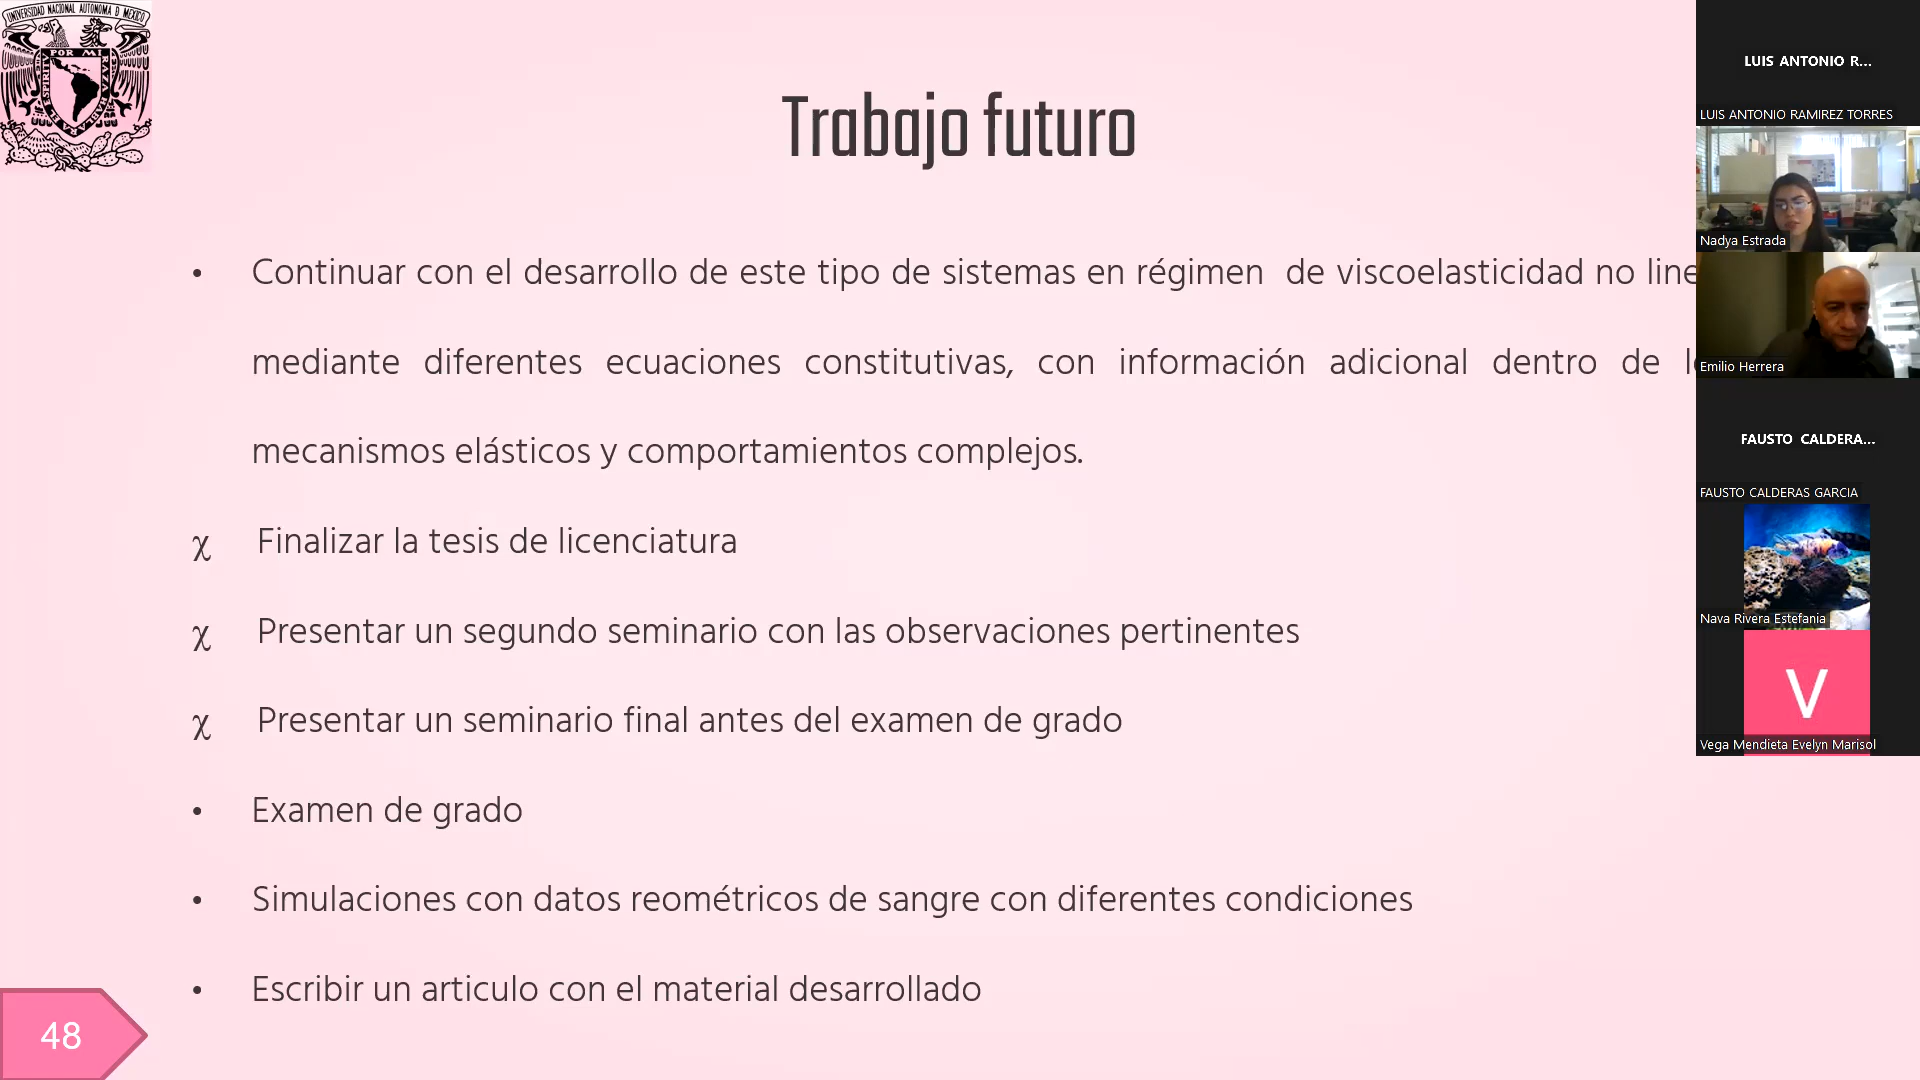 UNIVERSIDAD NACIONAL AUTONOMA D MEXICO
POR MI
RAZA
ESPIRITU
Trabajo futuro
• Continuar con el desarrollo de este tipo de sistemas en régimen de viscoelasticidad no line
mediante diferentes ecuaciones constitutivas, con información adicional dentro de
mecanismos elásticos y comportamientos complejos.
χ Finalizar la tesis de licenciatura
χ Presentar un segundo seminario con las observaciones pertinentes
χ Presentar un seminario final antes del examen de grado
• Examen de grado
• Simulaciones con datos reométricos de sangre con diferentes condiciones
• Escribir un articulo con el material desarrollado
48
LUIS ANTONIO R...
LUIS ANTONIO RAMIREZ TORRES
Nadya Estrada
Emilio Herrera
FAUSTO CALDERA...
FAUSTO CALDERAS GARCIA
Nava Rivera Estefania
V
Vega Mendieta Evelyn Marisol